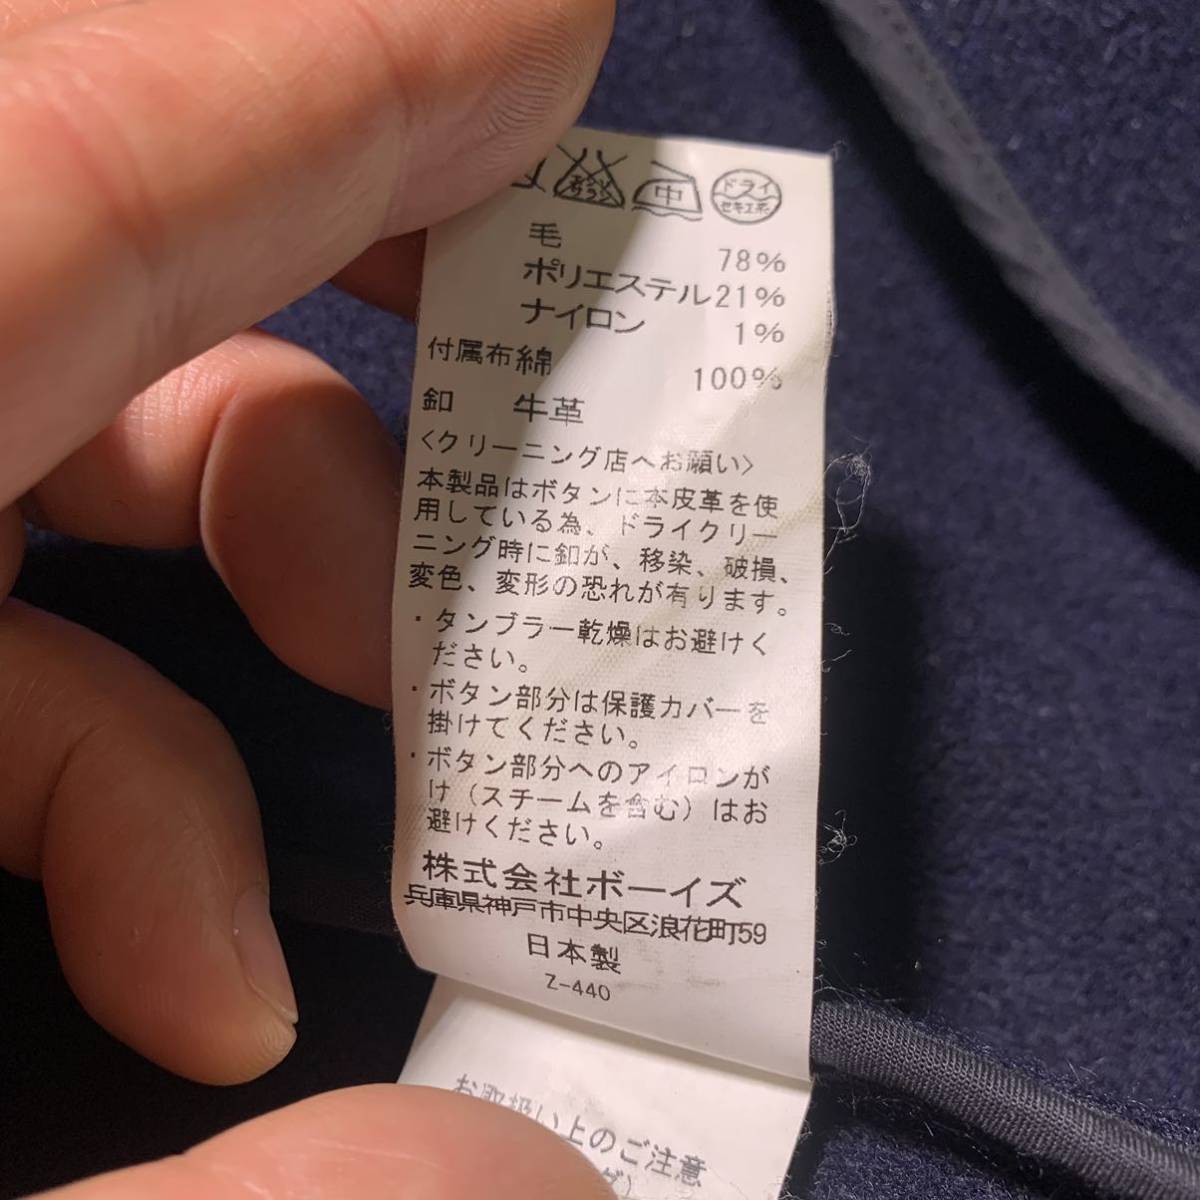 エンソ
サラシ
中
ドライ
セキユ系
毛 78%
ポリエステル21%
ナイロン 1%
付属布綿 100%
釦 牛革
<クリーニング店へお願い>
本製品はボタンに本皮革を使
用している為、ドライクリー
ニング時に釦が、移染、破損、
変色、変形の恐れが有ります。
・タンブラー乾燥はお避けく
ださい。
・ボタン部分は保護カバーを
掛けてください。
・ボタン部分へのアイロンが
け(スチームを含む)はお
避けください。
株式会社ボーイズ
兵庫県神戸市中央区浪花町59
日本製
Z-440
お取扱い上のご注意